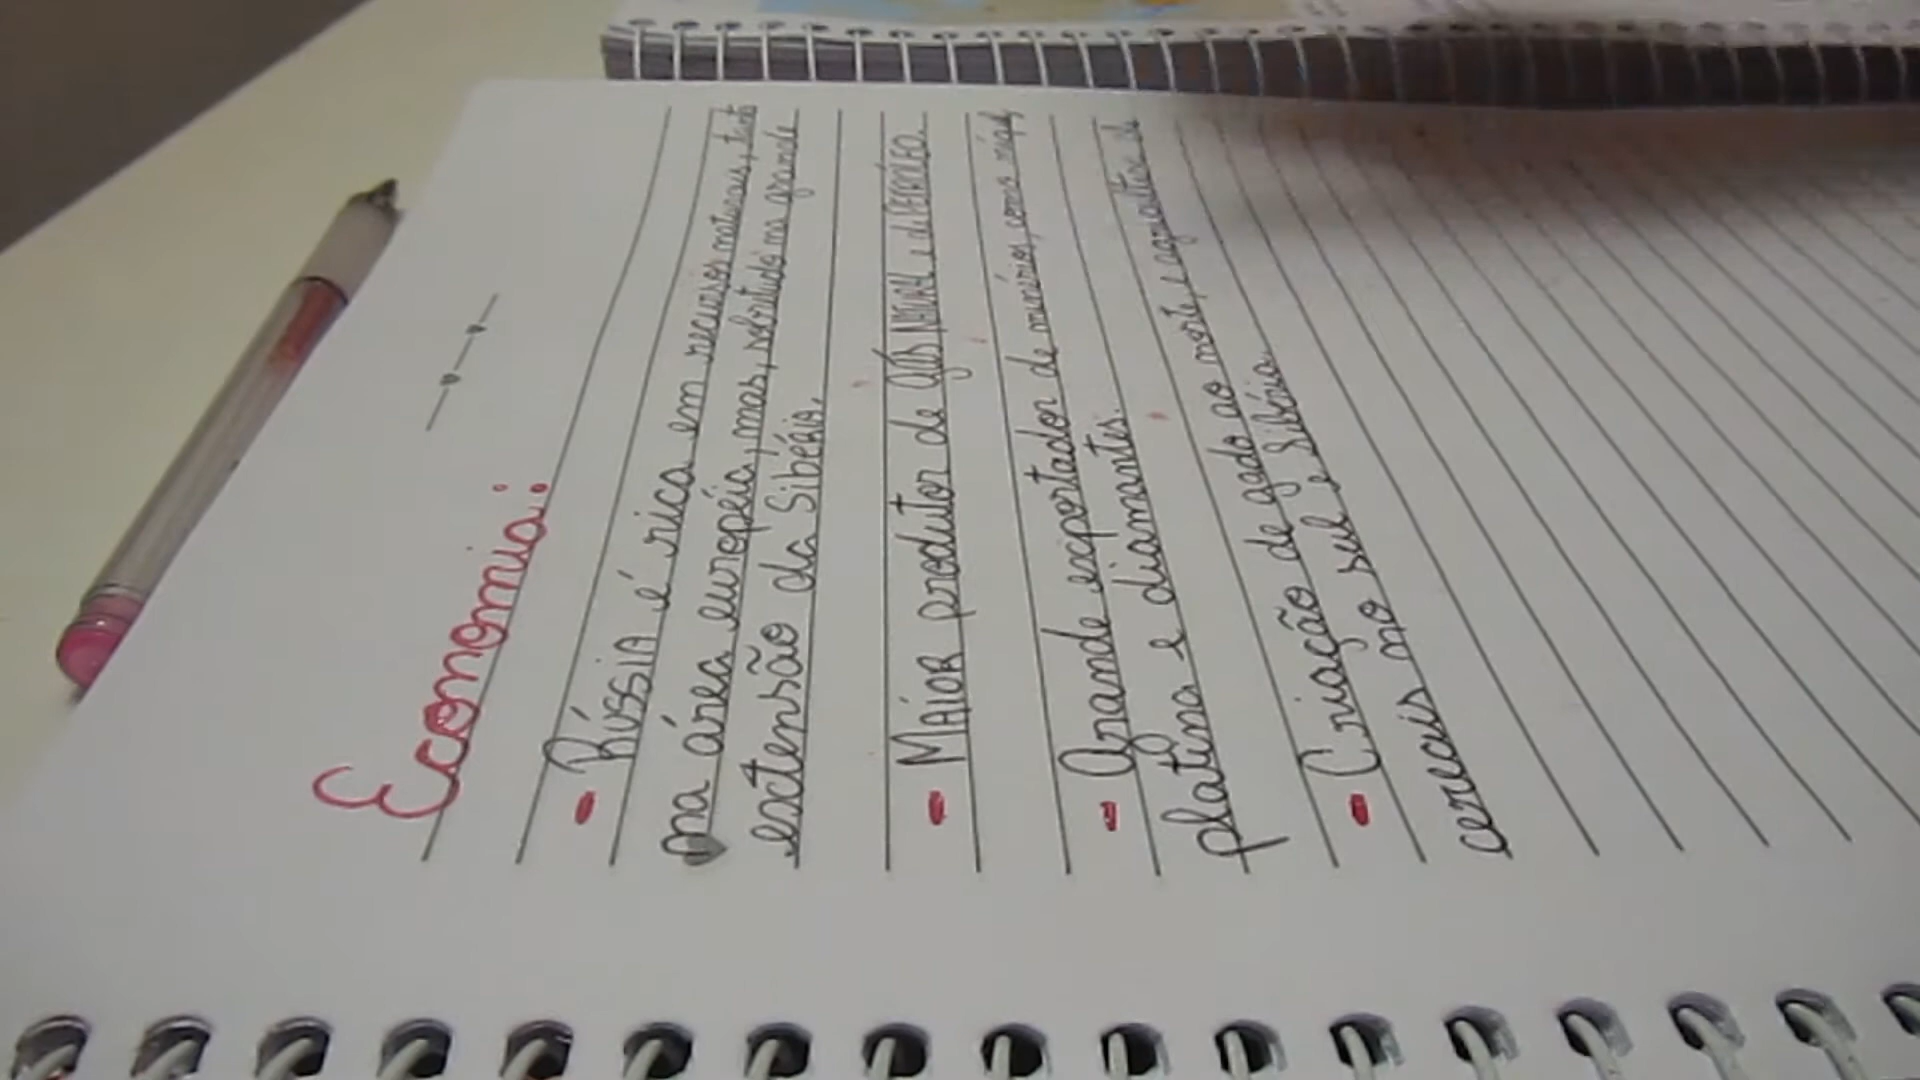 Economia:
- Rússia é rica em recursos naturais, tanto
na área européia, mas, sobretudo na grande
extensão da Sibéria.
- Maior produtor de gás NATURAL e de PETRÓLEO.
- Grande exportador de minérios, como níquel,
platina e diamantes.
- Criação de gado ao norte, e agricultura de
cereais no sul e Sibéria.